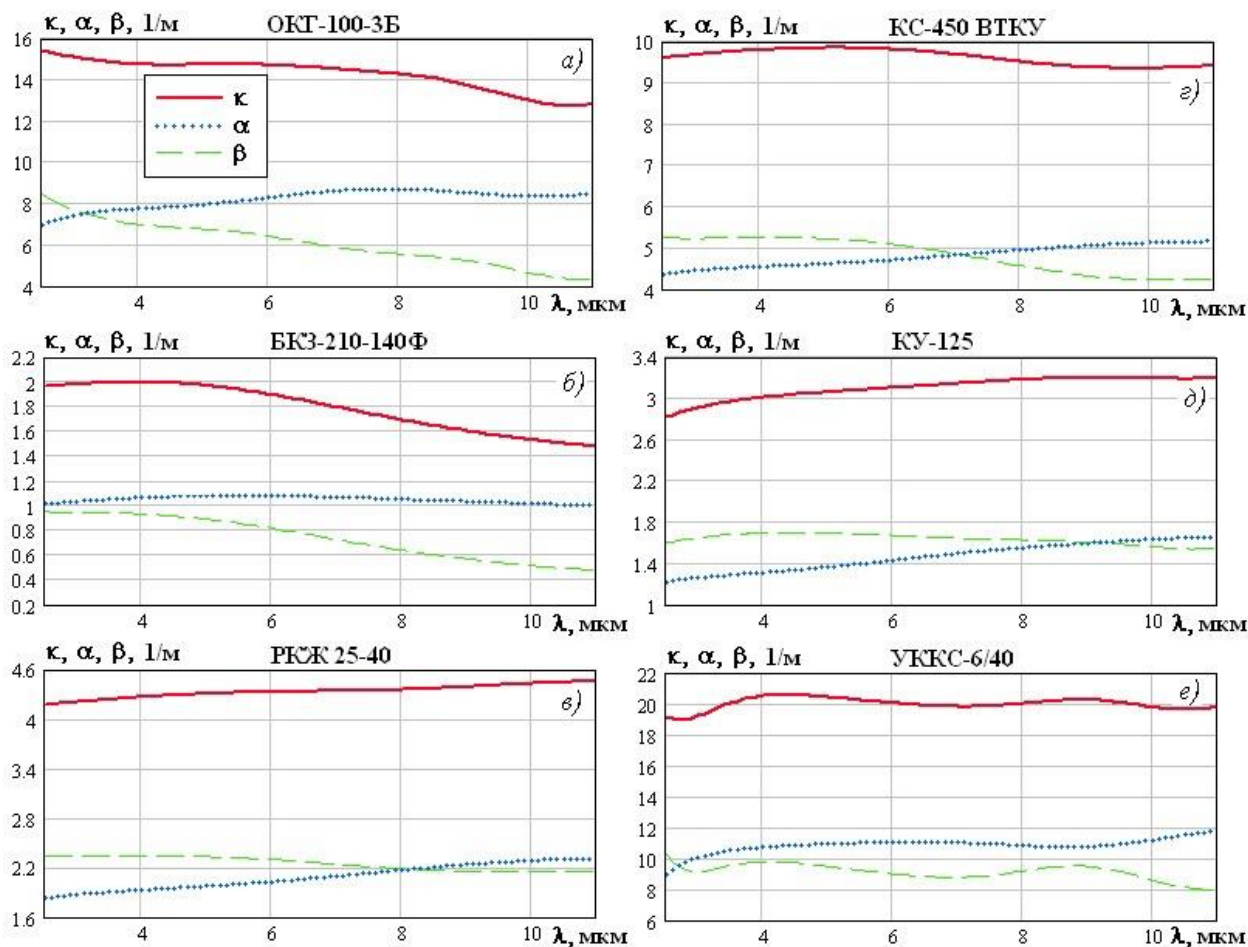 κ, α, β, 1/м ОКГ-100-3Б
16
14
12
10
8
6
4
а)
κ
α
β
4 6 8 10 λ, мкм
κ, α, β, 1/м КС-450 ВТКУ
10
9
8
7
6
5
4
г)
4 6 8 10 λ, мкм
κ, α, β, 1/м БКЗ-210-140Ф
2.2
2
1.8
1.6
1.4
1.2
1
0.8
0.6
0.4
0.2
б)
4 6 8 10 λ, мкм
κ, α, β, 1/м КУ-125
3.4
3
2.6
2.2
1.8
1.4
1
д)
4 6 8 10 λ, мкм
κ, α, β, 1/м РКЖ 25-40
4.6
4
3.4
2.8
2.2
1.6
в)
4 6 8 10 λ, мкм
κ, α, β, 1/м УККС-6/40
22
20
18
16
14
12
10
8
6
е)
4 6 8 10 λ, мкм